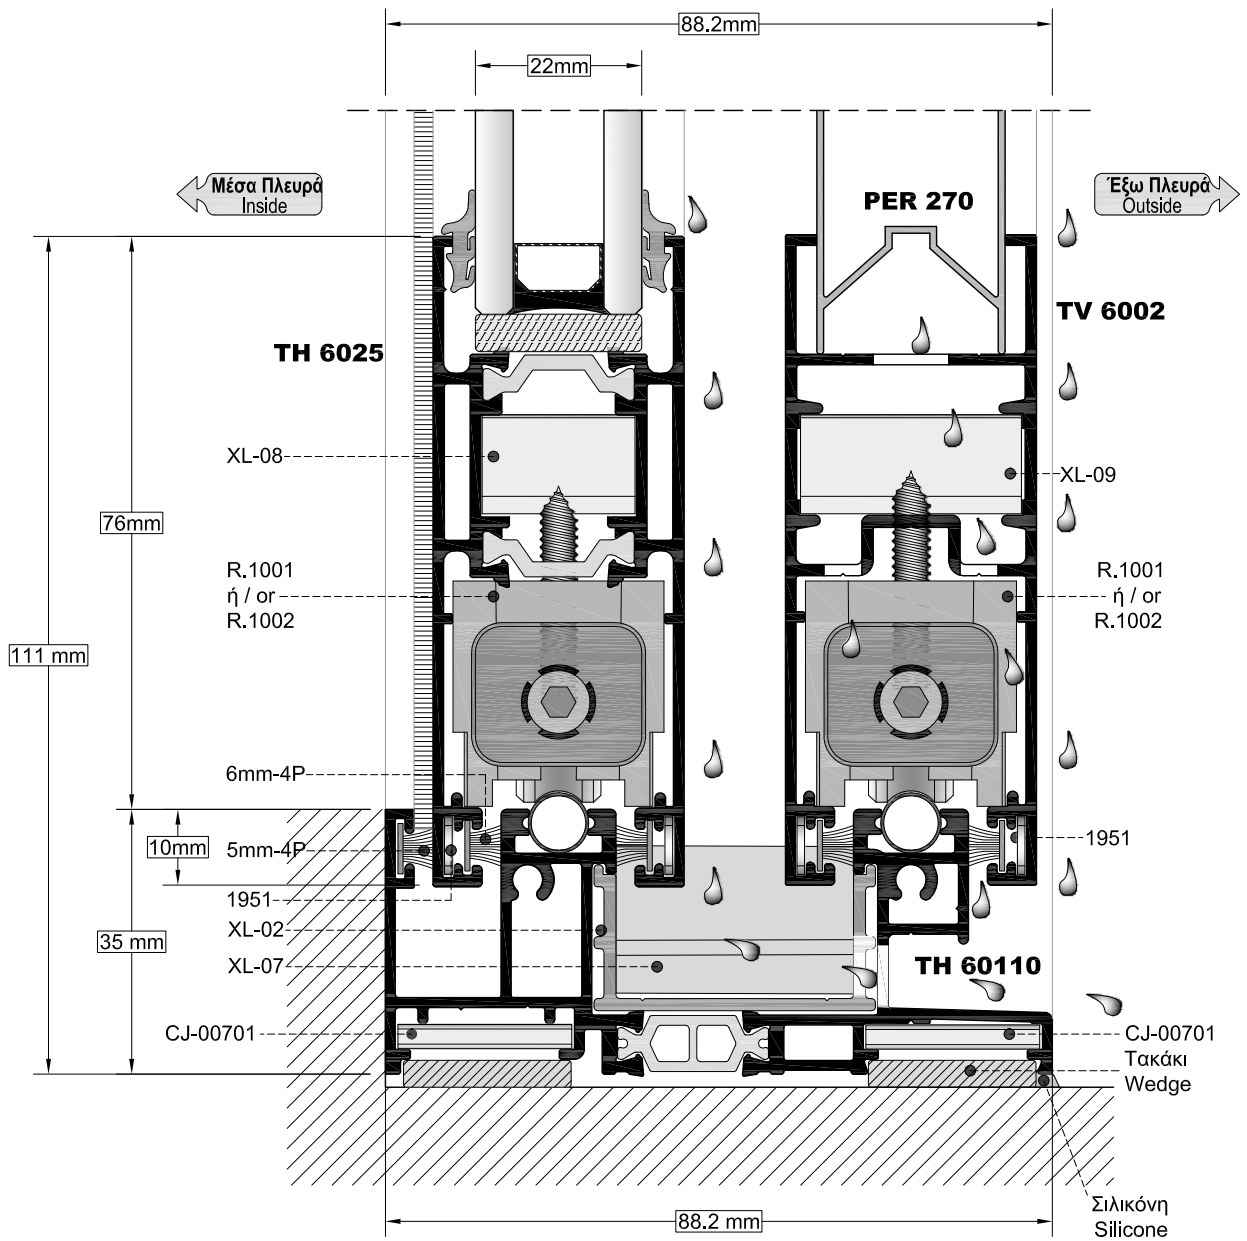 88.2mm
22mm
Μέσα Πλευρά
Inside
Έξω Πλευρά
Outside
PER 270
TV 6002
TH 6025
XL-08
XL-09
76mm
R.1001
ή / or
R.1002
R.1001
ή / or
R.1002
111 mm
6mm-4P
10mm
5mm-4P
1951
1951
XL-02
35 mm
XL-07
TH 60110
CJ-00701
CJ-00701
Τακάκι
Wedge
Σιλικόνη
Silicone
88.2 mm